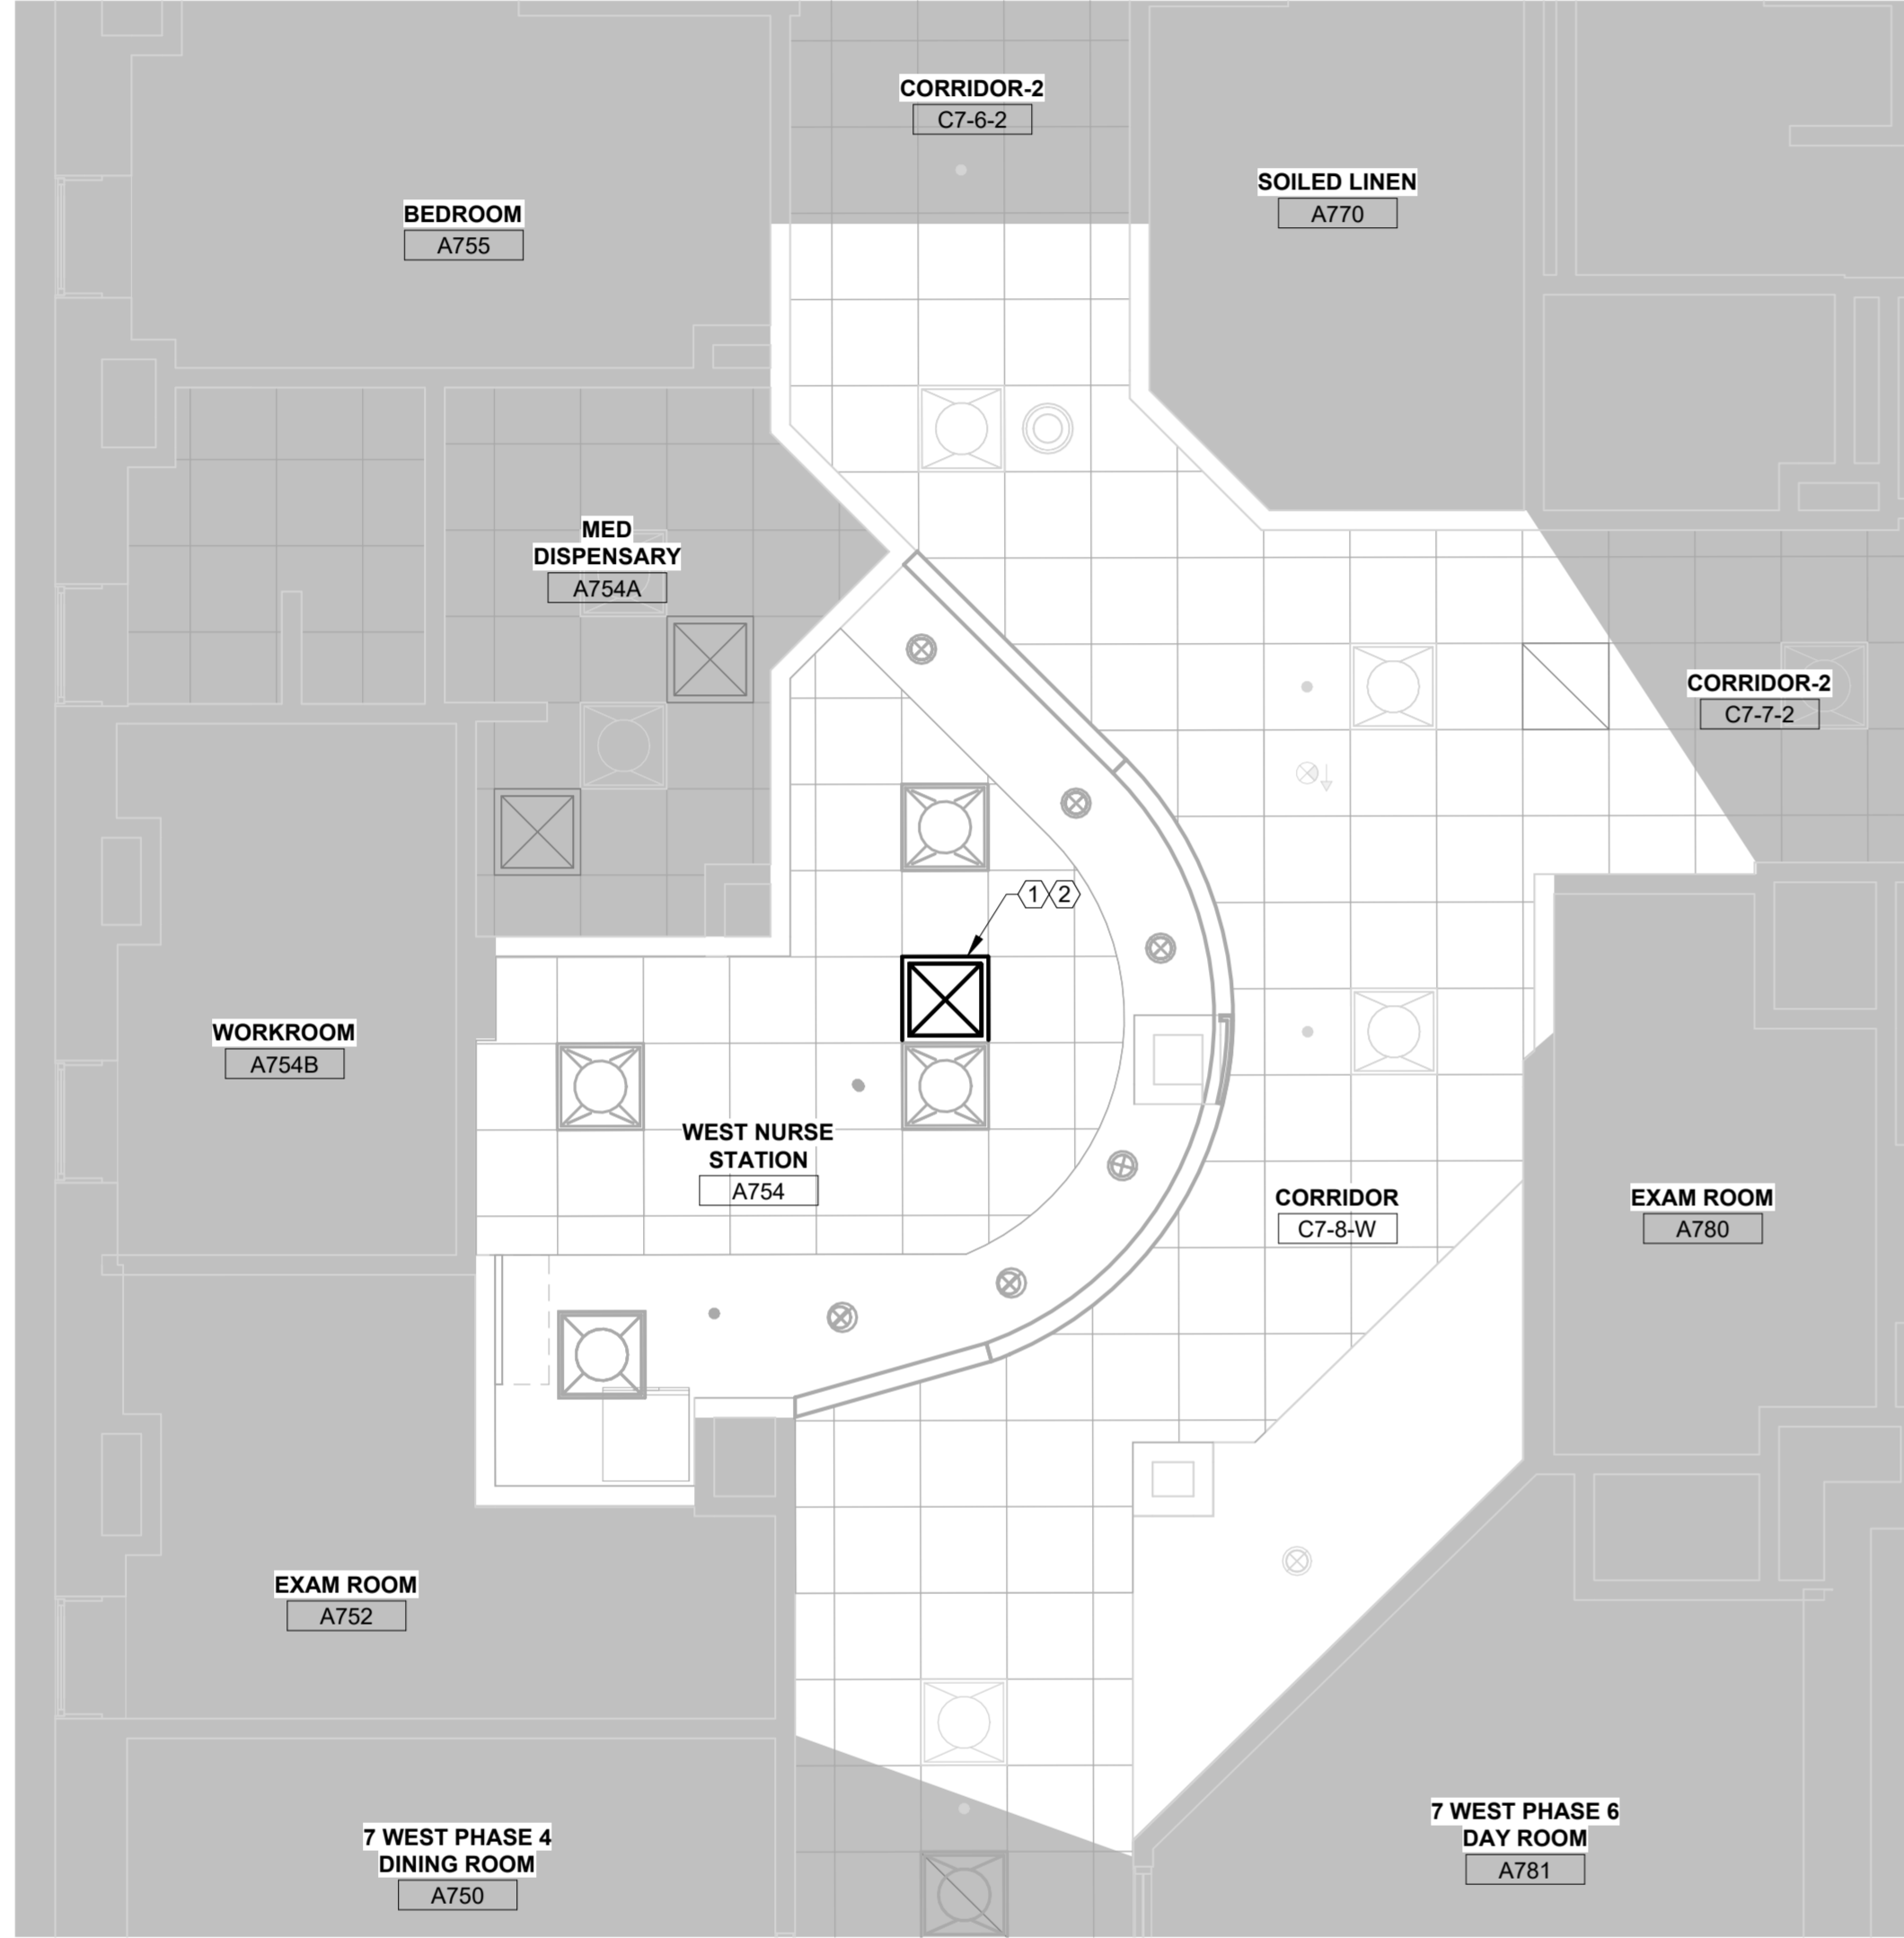 CORRIDOR-2
C7-6-2
SOILED LINEN
A770
BEDROOM
A755
MED
DISPENSARY
A754A
CORRIDOR-2
C7-7-2
1 2
WORKROOM
A754B
WEST NURSE
STATION
A754
CORRIDOR
C7-8-W
EXAM ROOM
A780
EXAM ROOM
A752
7 WEST PHASE 4
DINING ROOM
A750
7 WEST PHASE 6
DAY ROOM
A781